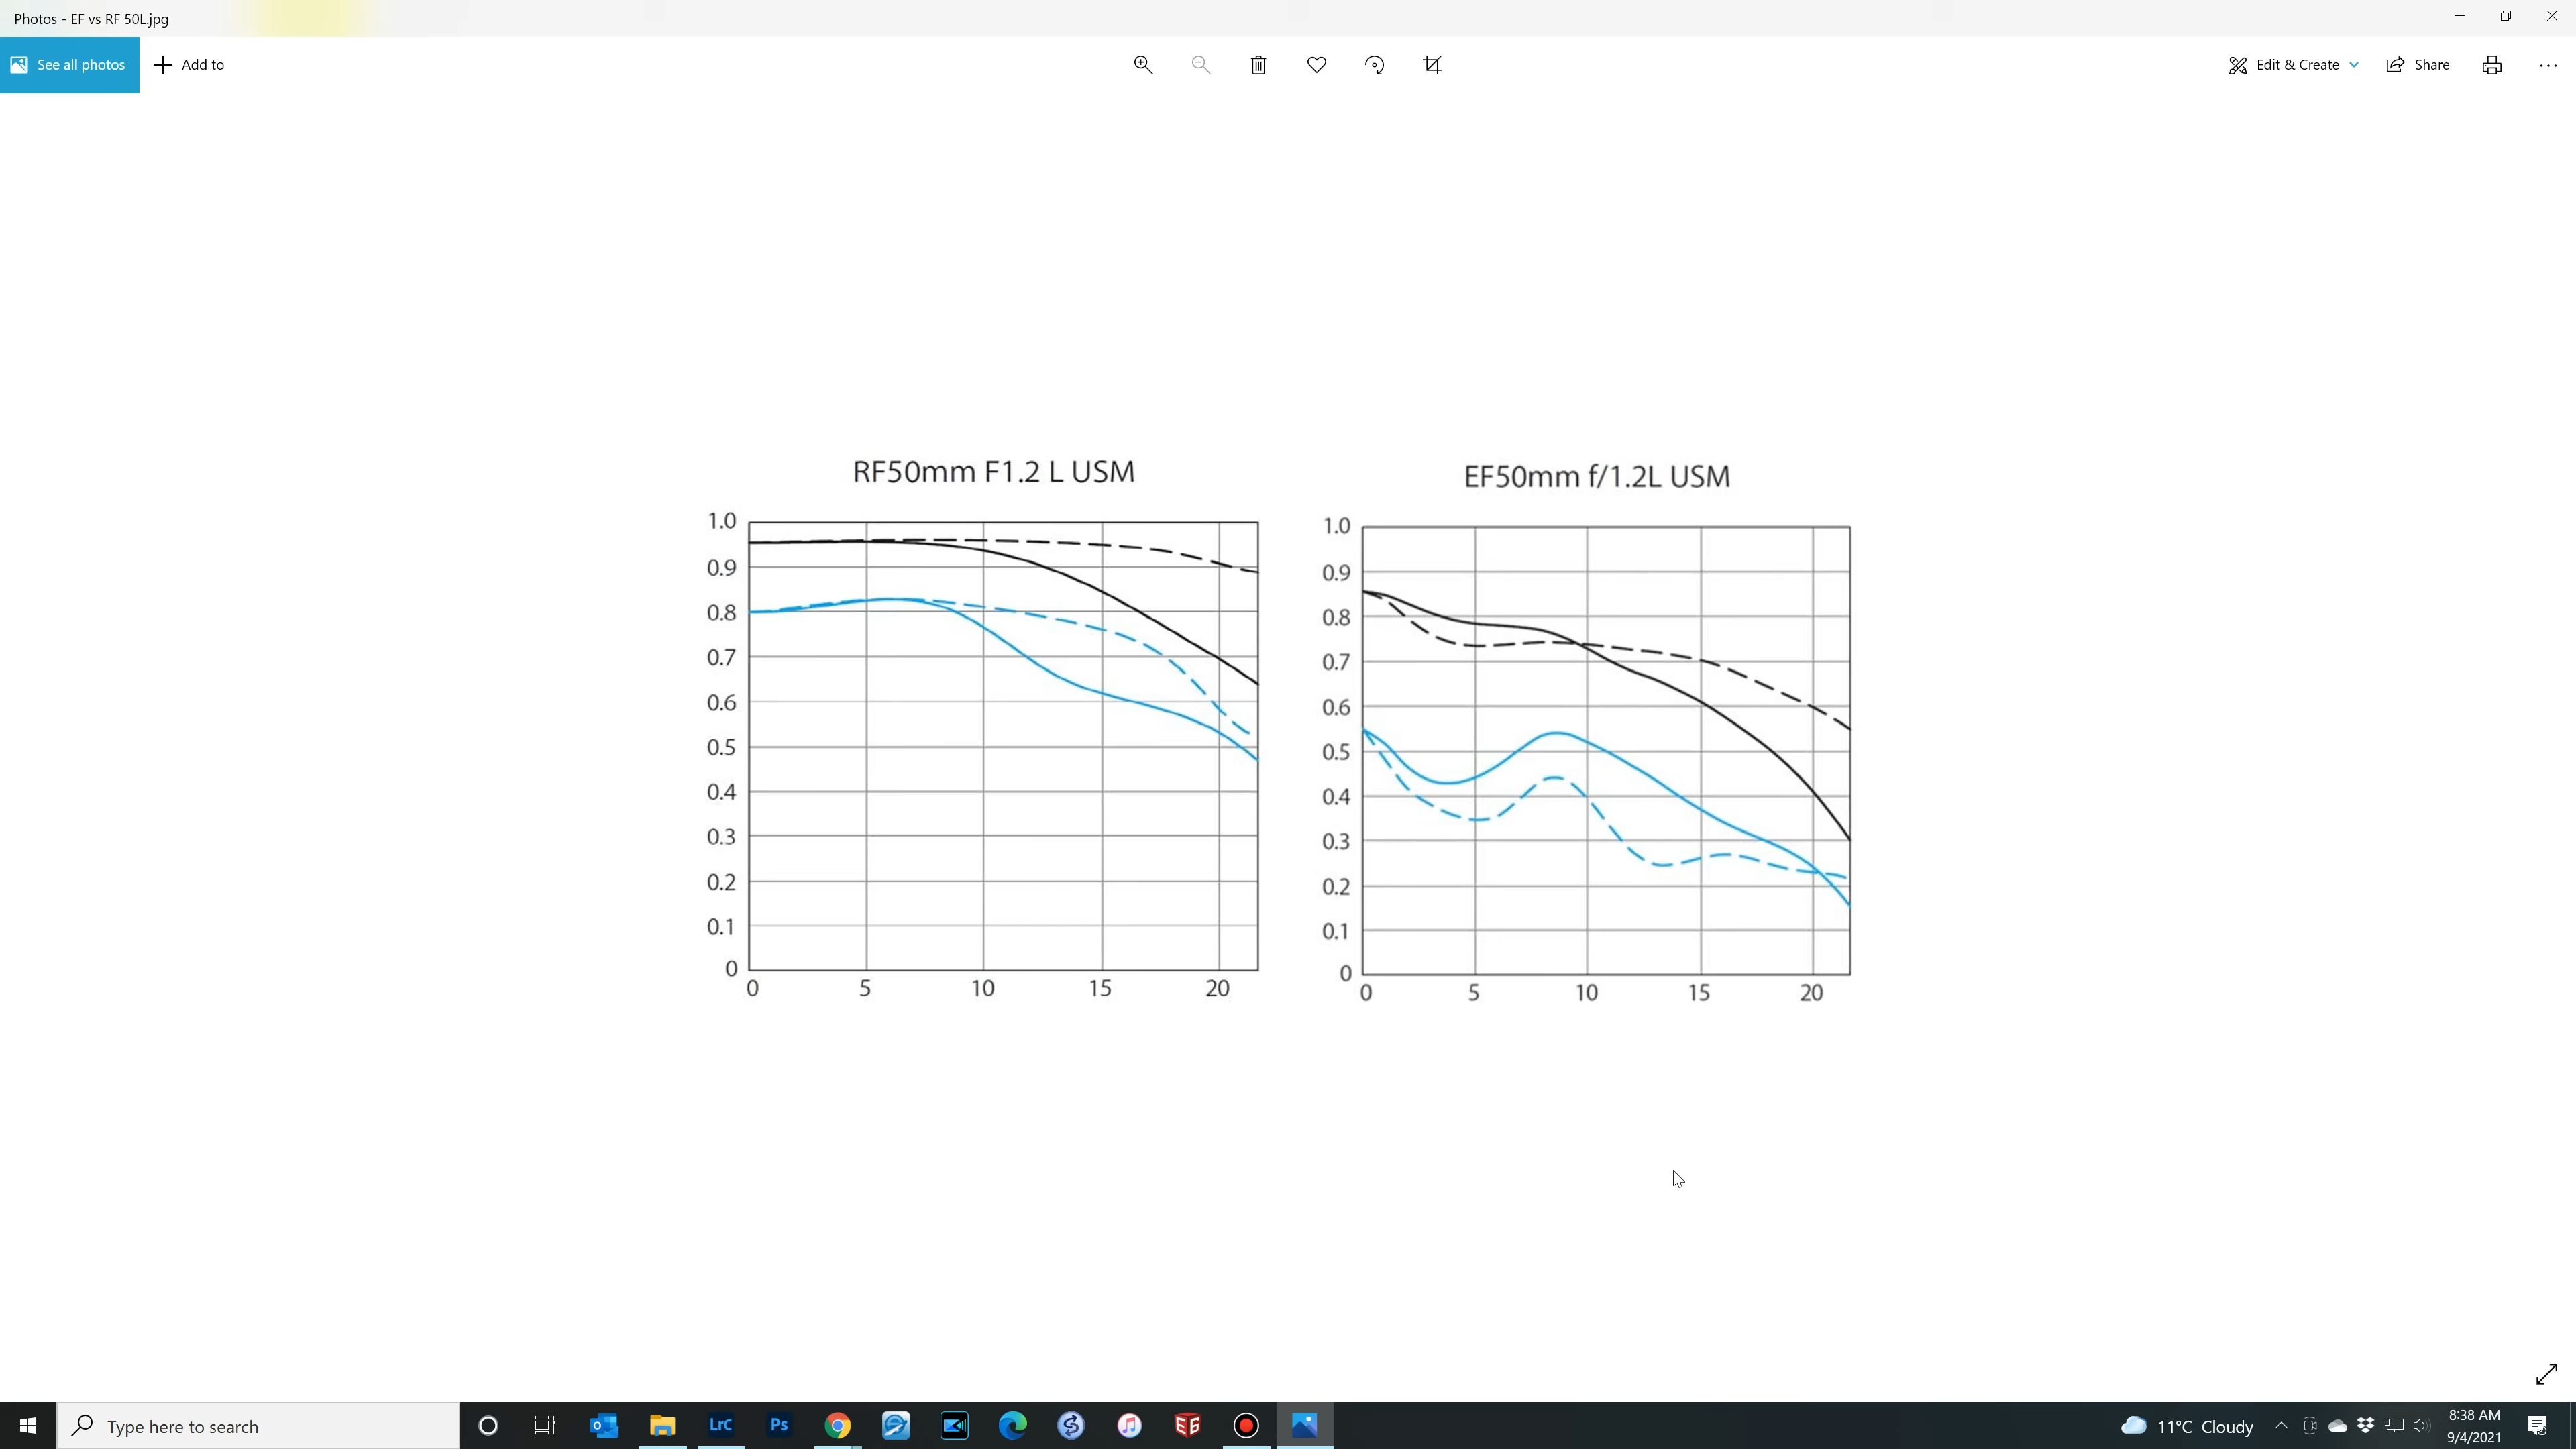 Photos - EF vs RF 50L.jpg
See all photos
Add to
Edit & Create
Share
RF50mm F1.2 L USM
1.0
0.9
0.8
0.7
0.6
0.5
0.4
0.3
0.2
0.1
0
0 5 10 15 20
EF50mm f/1.2L USM
1.0
0.9
0.8
0.7
0.6
0.5
0.4
0.3
0.2
0.1
0
0 5 10 15 20
Type here to search
LrC
Ps
E6
11°C Cloudy
8:38 AM
9/4/2021